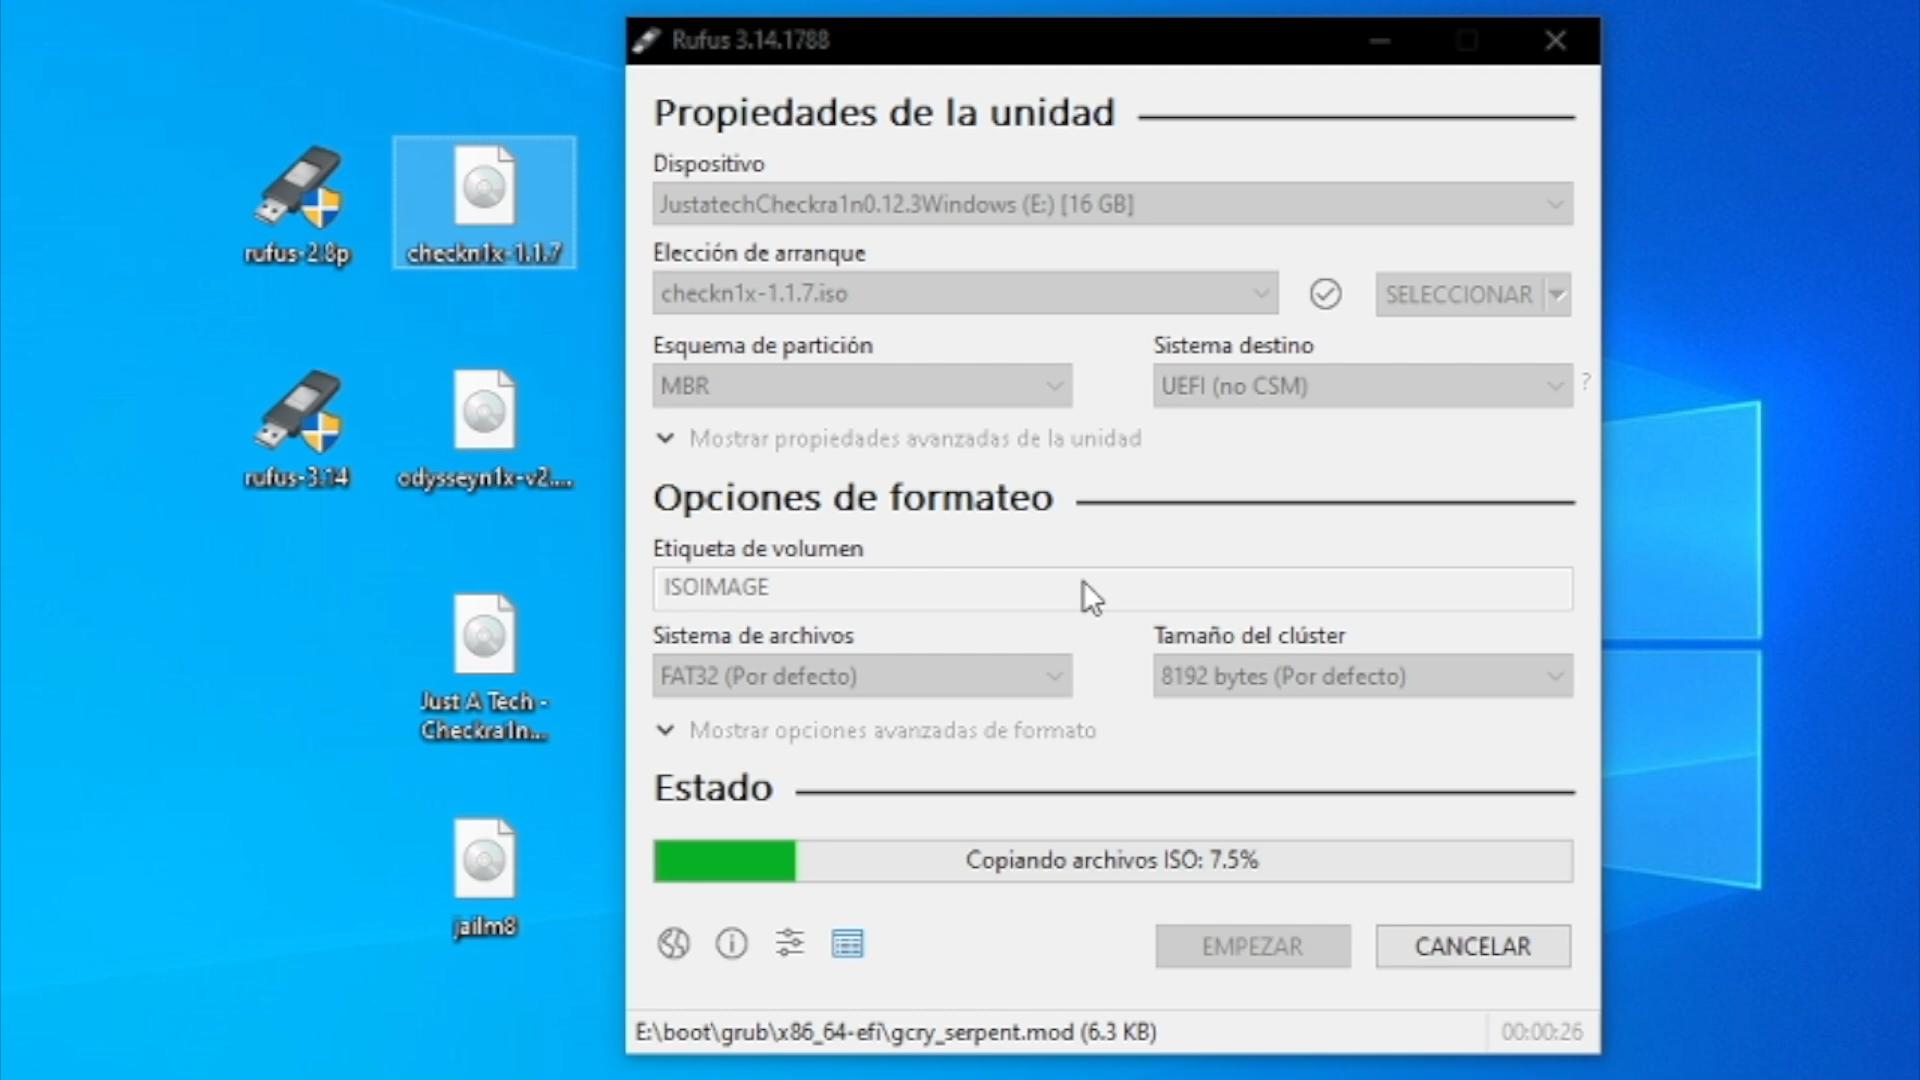 Rufus 3.14.1788
Propiedades de la unidad
Dispositivo
JustatechCheckra1n0.12.3Windows (E:) [16 GB]
Elección de arranque
checkn1x-1.1.7.iso
SELECCIONAR
Esquema de partición
Sistema destino
MBR
UEFI (no CSM)
?
Mostrar propiedades avanzadas de la unidad
Opciones de formateo
Etiqueta de volumen
ISOIMAGE
Sistema de archivos
Tamaño del clúster
FAT32 (Por defecto)
8192 bytes (Por defecto)
Mostrar opciones avanzadas de formato
Estado
Copiando archivos ISO: 7.5%
EMPEZAR
CANCELAR
E:\boot\grub\x86_64-efi\gcry_serpent.mod (6.3 KB)
00:00:26
rufus-2.8p
checkn1x-1.1.7
rufus-3.14
odysseyn1x-v2....
Just A Tech -
Checkra1n...
jailm8